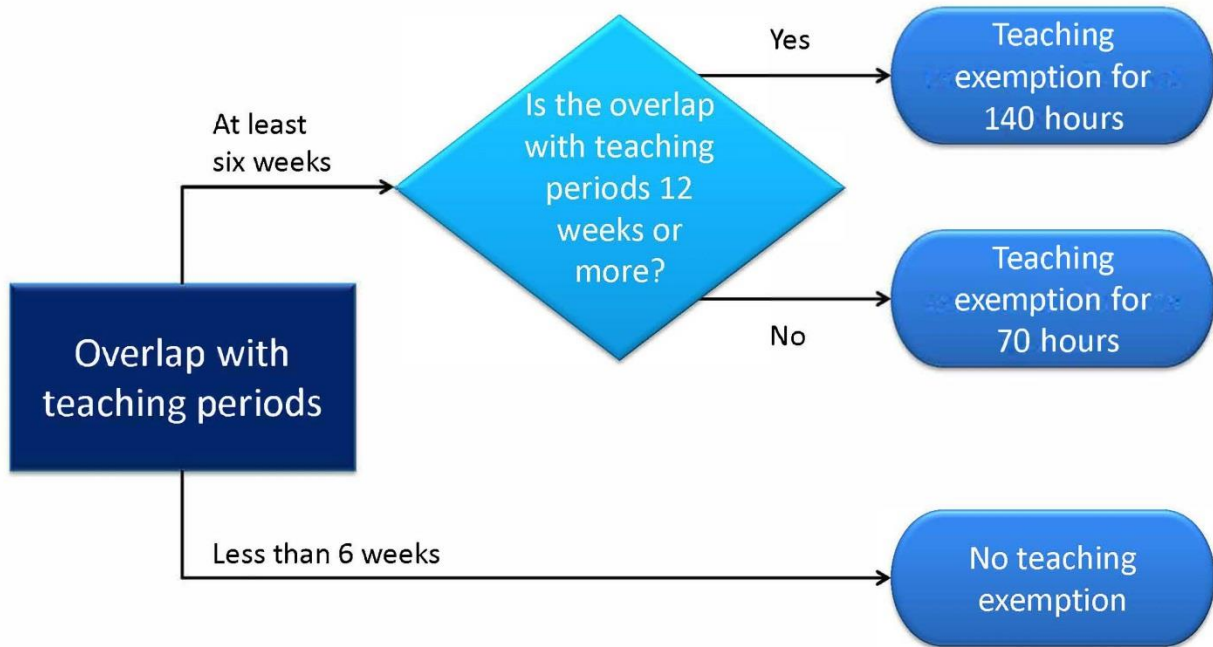 Overlap with
teaching periods
At least
six weeks
Is the overlap
with teaching
periods 12
weeks or
more?
Yes
Teaching
exemption for
140 hours
No
Teaching
exemption for
70 hours
Less than 6 weeks
No teaching
exemption